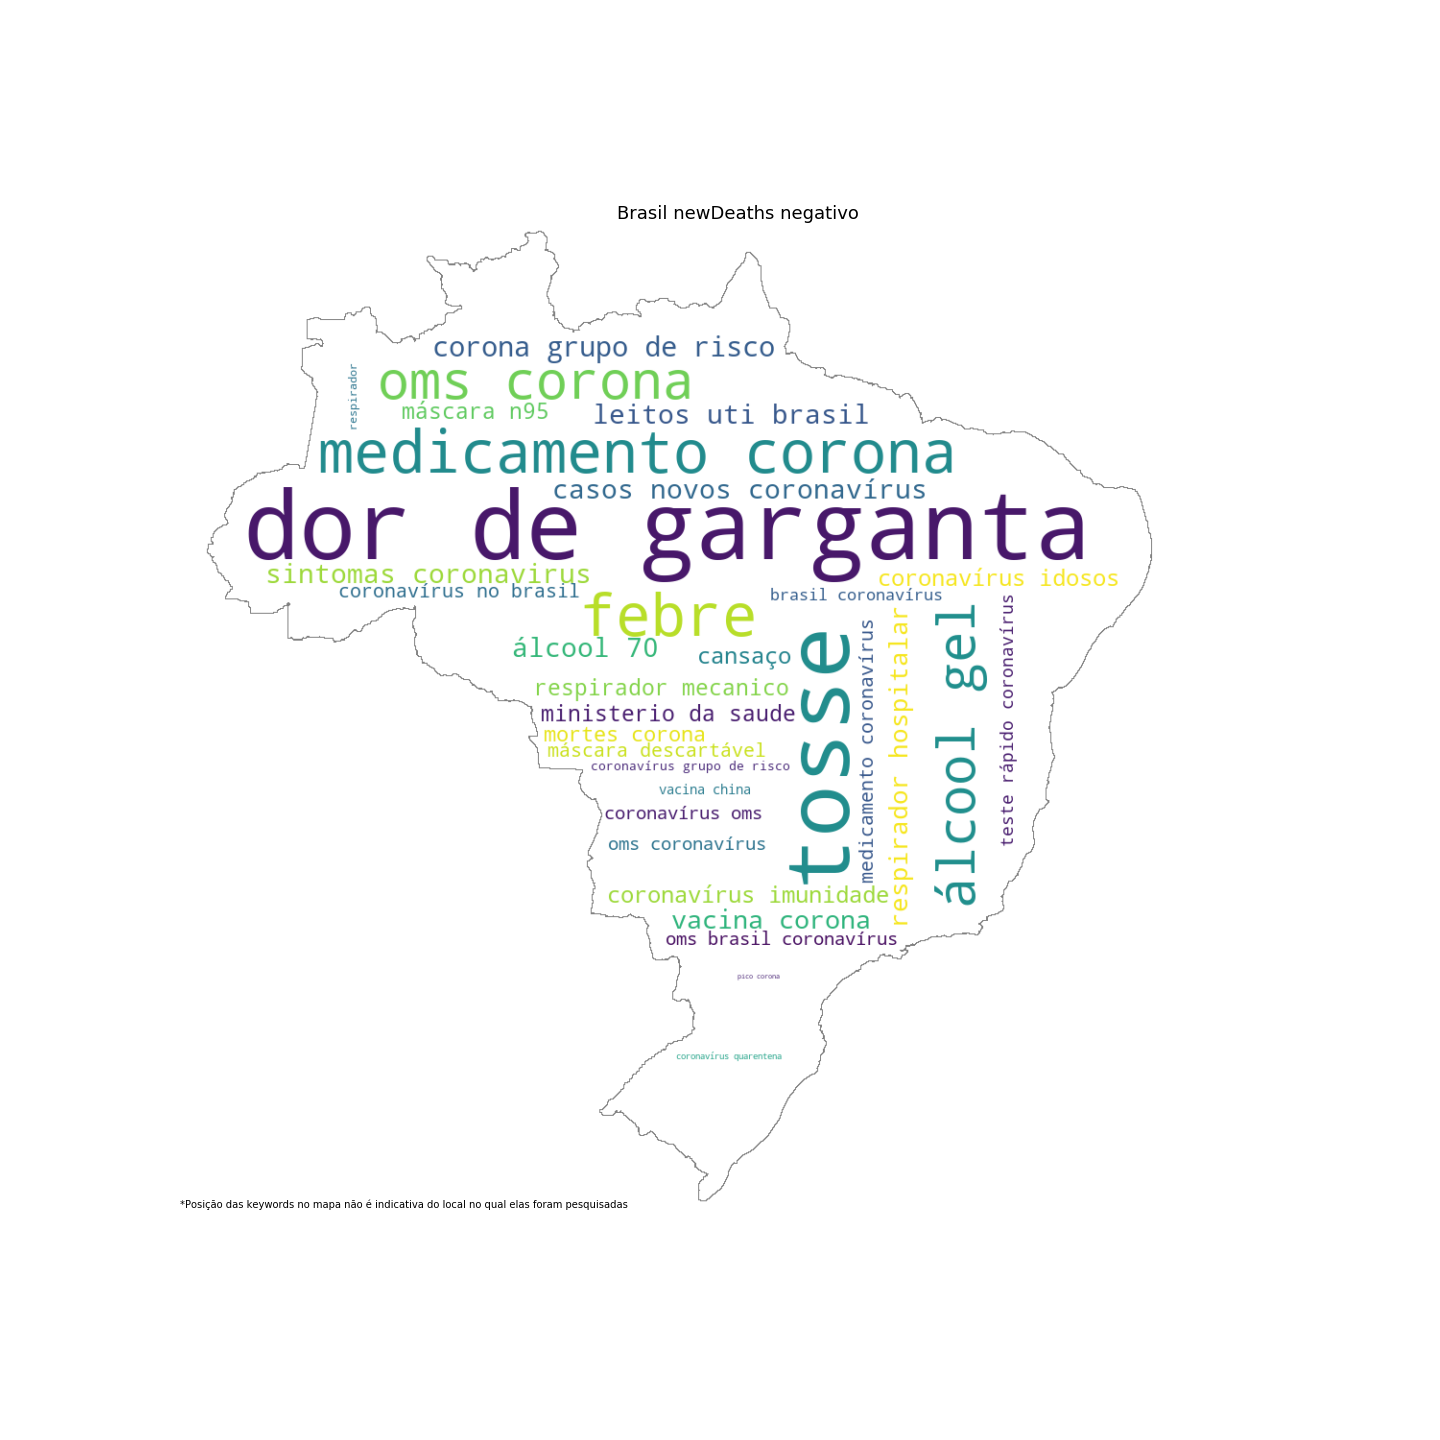 Brasil newDeaths negativo
corona grupo de risco
oms corona
respirador
máscara n95
leitos uti brasil
medicamento corona
casos novos coronavírus
dor de garganta
sintomas coronavirus
coronavírus idosos
coronavírus no brasil
brasil coronavírus
febre
álcool 70
cansaço
tosse
medicamento coronavírus
respirador hospitalar
álcool gel
teste rápido coronavírus
respirador mecanico
ministerio da saude
mortes corona
máscara descartável
coronavírus grupo de risco
vacina china
coronavírus oms
oms coronavírus
coronavírus imunidade
vacina corona
oms brasil coronavírus
pico corona
coronavírus quarentena
*Posição das keywords no mapa não é indicativa do local no qual elas foram pesquisadas